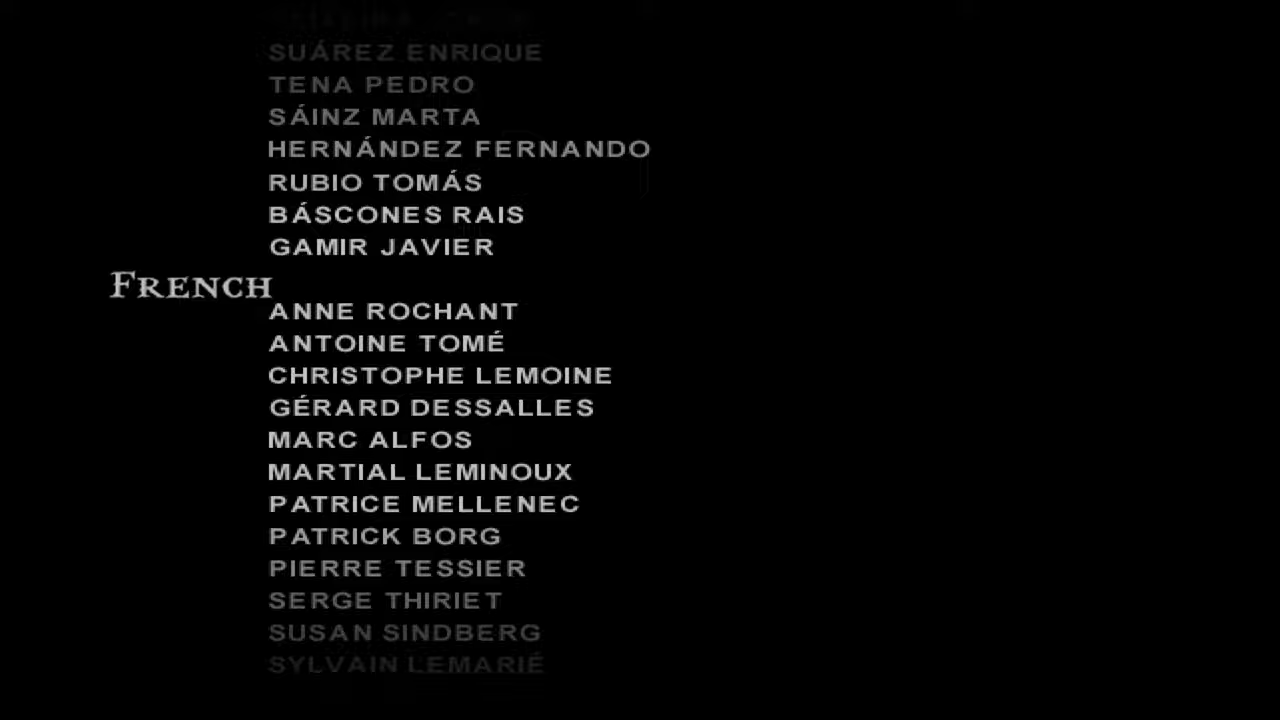 SUÁREZ ENRIQUE
TENA PEDRO
SÁINZ MARTA
HERNÁNDEZ FERNANDO
RUBIO TOMÁS
BÁSCONES RAIS
GAMIR JAVIER
FRENCH
ANNE ROCHANT
ANTOINE TOMÉ
CHRISTOPHE LEMOINE
GÉRARD DESSALLES
MARC ALFOS
MARTIAL LEMINOUX
PATRICE MELLENEC
PATRICK BORG
PIERRE TESSIER
SERGE THIRIET
SUSAN SINDBERG
SYLVAIN LEMARIÉ